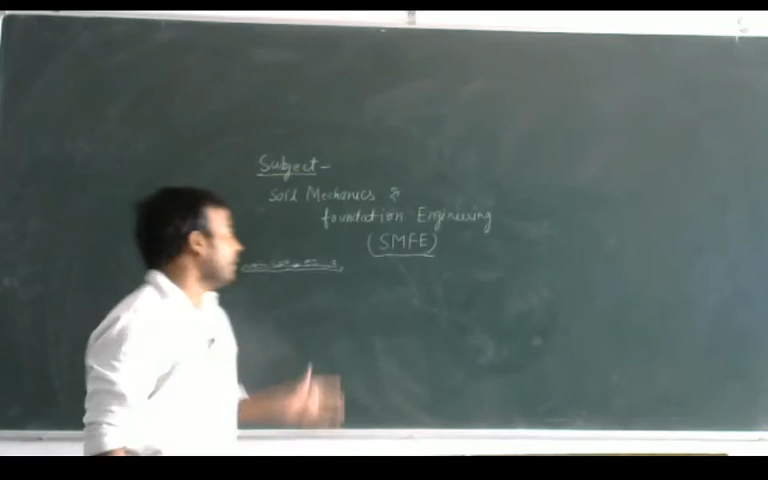 Subject -
Soil Mechanics &
foundation Engineering
(SMFE)